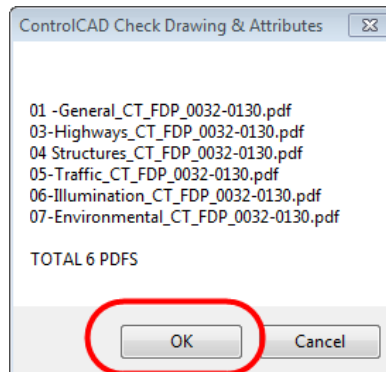 ControlCAD Check Drawing & Attributes
01 -General_CT_FDP_0032-0130.pdf
03-Highways_CT_FDP_0032-0130.pdf
04 Structures_CT_FDP_0032-0130.pdf
05-Traffic_CT_FDP_0032-0130.pdf
06-Illumination_CT_FDP_0032-0130.pdf
07-Environmental_CT_FDP_0032-0130.pdf
TOTAL 6 PDFS
OK Cancel